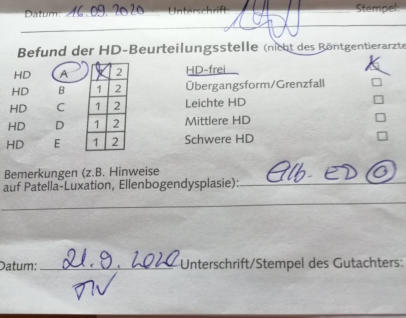 Datum: 16.09.2020 Unterschrift: Stempel:
Befund der HD-Beurteilungsstelle (nicht des Röntgentierarzte
HD A 1 2 HD-frei
HD B 1 2 Übergangsform/Grenzfall
HD C 1 2 Leichte HD
HD D 1 2 Mittlere HD
HD E 1 2 Schwere HD
Bemerkungen (z.B. Hinweise
auf Patella-Luxation, Ellenbogendysplasie): Ellb. ED 0
Datum: 21.9.2020 Unterschrift/Stempel des Gutachters: